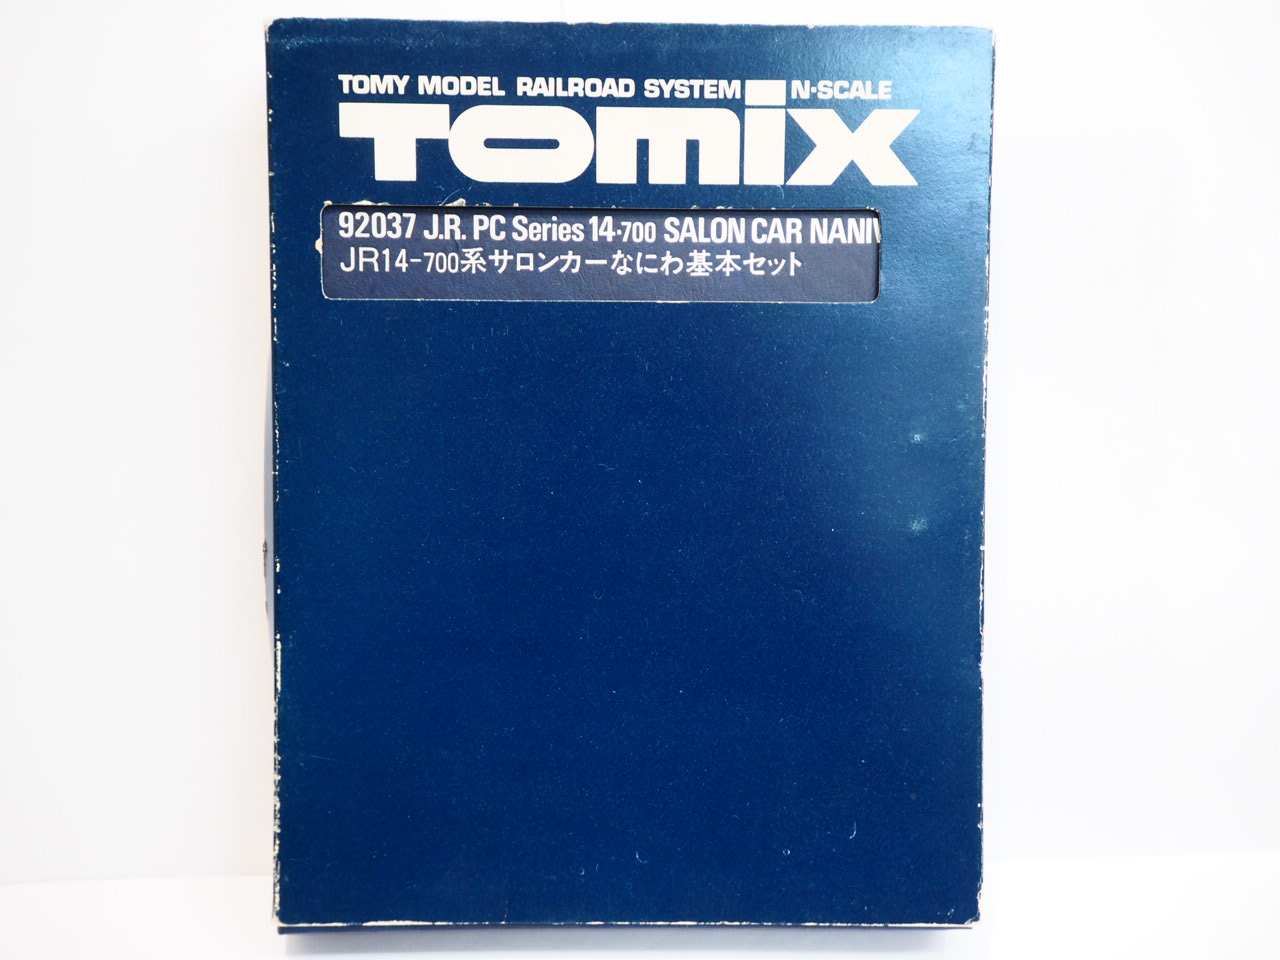 TOMY MODEL RAILROAD SYSTEM N·SCALE
TOMIX
92037 J.R. PC Series 14-700 SALON CAR NANIV
JR14-700系サロンカーなにわ基本セット